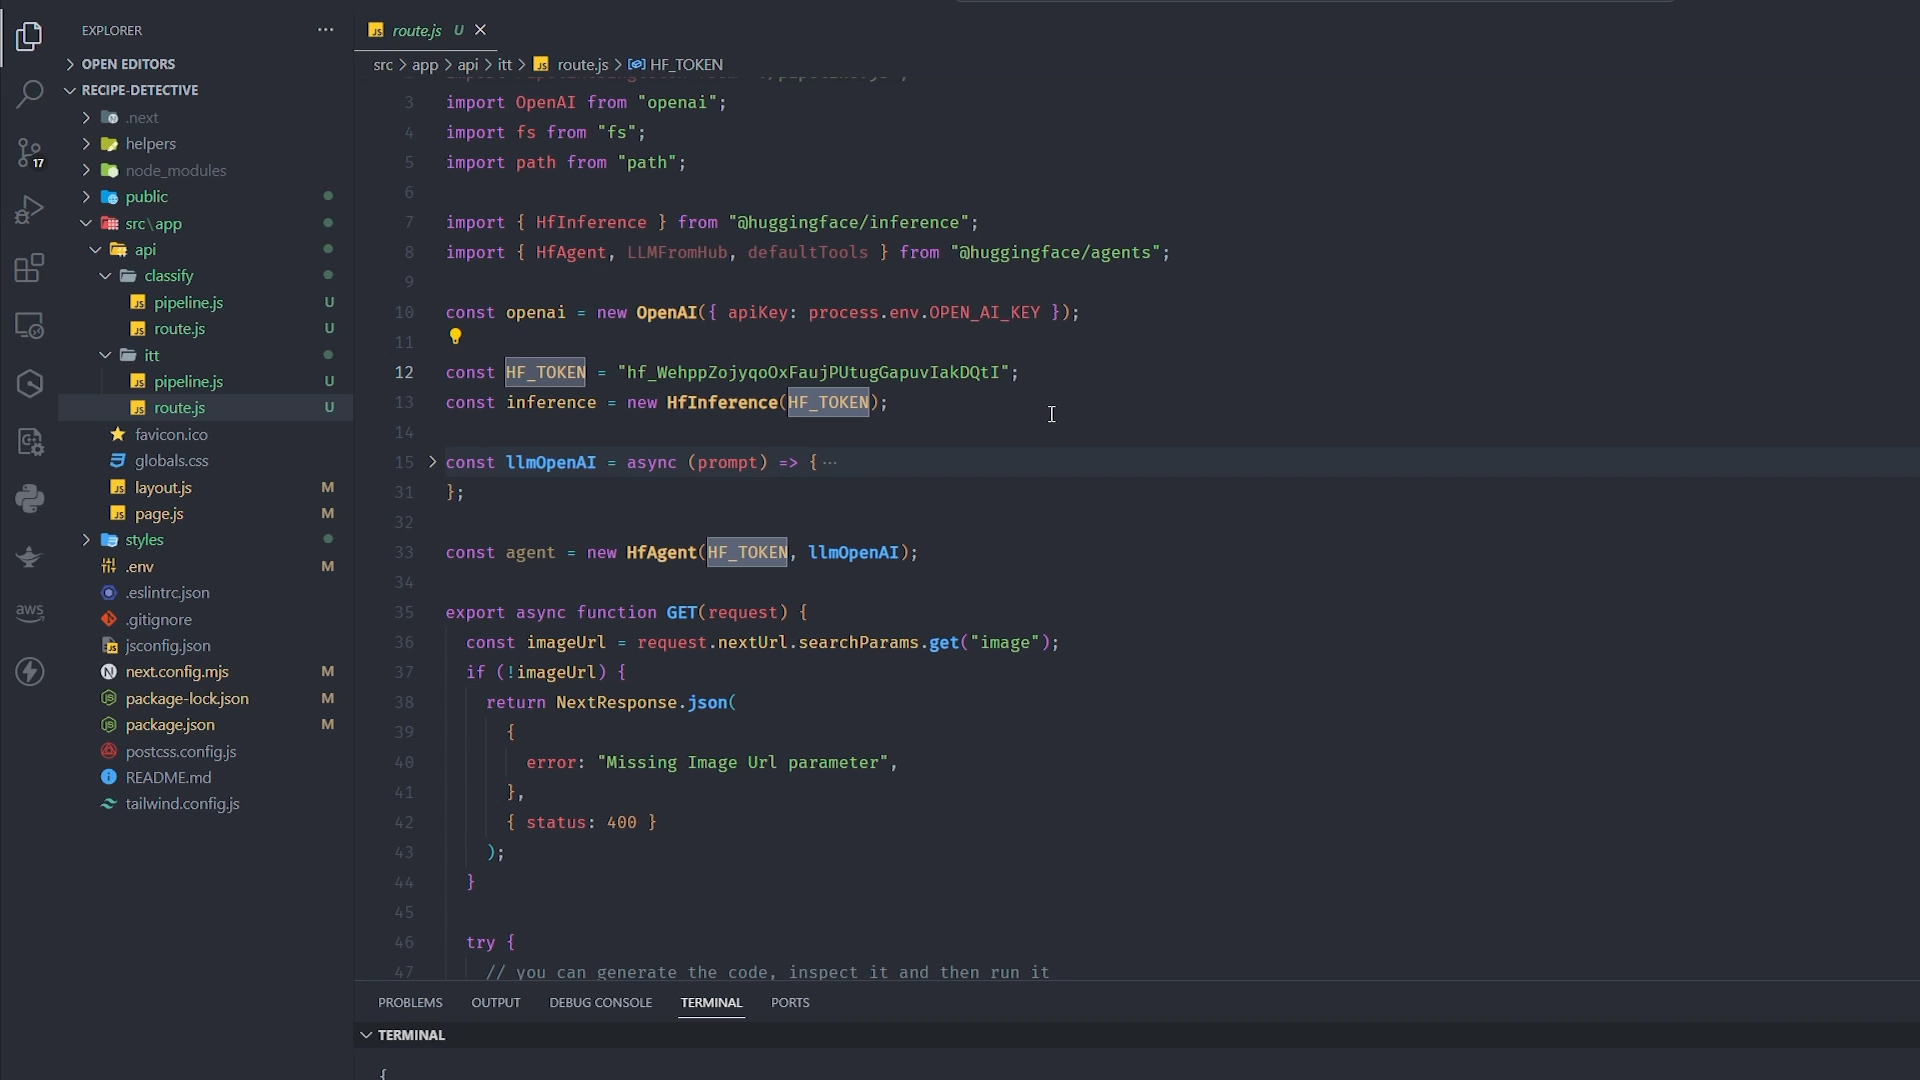 EXPLORER
OPEN EDITORS
RECIPE-DETECTIVE
.next
helpers
node_modules
public
src\app
api
classify
pipeline.js U
route.js U
itt
pipeline.js U
route.js U
favicon.ico
globals.css
layout.js M
page.js M
styles
.env M
.eslintrc.json
.gitignore
jsconfig.json
next.config.mjs M
package-lock.json M
package.json M
postcss.config.js
README.md
tailwind.config.js
17
aws
JS route.js U
src > app > api > itt > JS route.js > HF_TOKEN
3 import OpenAI from "openai";
4 import fs from "fs";
5 import path from "path";
6
7 import { HfInference } from "@huggingface/inference";
8 import { HfAgent, LLMFromHub, defaultTools } from "@huggingface/agents";
9
10 const openai = new OpenAI({ apiKey: process.env.OPEN_AI_KEY });
11
12 const HF_TOKEN = "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";
13 const inference = new HfInference(HF_TOKEN);
14
15 const llmOpenAI = async (prompt) => { ...
31 };
32
33 const agent = new HfAgent(HF_TOKEN, llmOpenAI);
34
35 export async function GET(request) {
36 const imageUrl = request.nextUrl.searchParams.get("image");
37 if (!imageUrl) {
38 return NextResponse.json(
39 {
40 error: "Missing Image Url parameter",
41 },
42 { status: 400 }
43 );
44 }
45
46 try {
47 // you can generate the code, inspect it and then run it
PROBLEMS OUTPUT DEBUG CONSOLE TERMINAL PORTS
TERMINAL
{